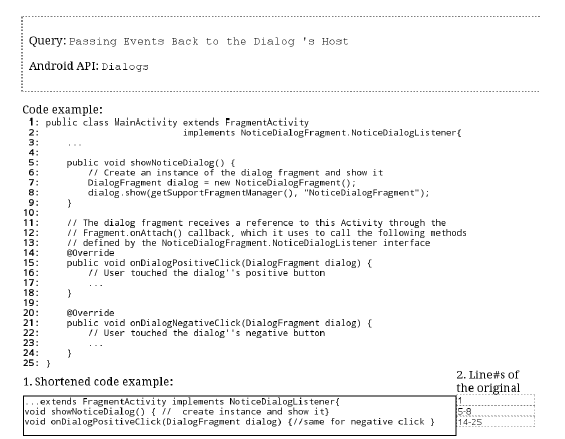 Query: Passing Events Back to the Dialog 's Host
Android API: Dialogs
Code example:
1: public class MainActivity extends FragmentActivity
2: implements NoticeDialogFragment.NoticeDialogListener{
3: ...
4:
5: public void showNoticeDialog() {
6: // Create an instance of the dialog fragment and show it
7: DialogFragment dialog = new NoticeDialogFragment();
8: dialog.show(getSupportFragmentManager(), "NoticeDialogFragment");
9: }
10:
11: // The dialog fragment receives a reference to this Activity through the
12: // Fragment.onAttach() callback, which it uses to call the following methods
13: // defined by the NoticeDialogFragment.NoticeDialogListener interface
14: @Override
15: public void onDialogPositiveClick(DialogFragment dialog) {
16: // User touched the dialog''s positive button
17: ...
18: }
19:
20: @Override
21: public void onDialogNegativeClick(DialogFragment dialog) {
22: // User touched the dialog''s negative button
23: ...
24: }
25: }
1. Shortened code example:
2. Line#s of
the original
...extends FragmentActivity implements NoticeDialogListener{ 1
void showNoticeDialog() { // create instance and show it} 5-8
void onDialogPositiveClick(DialogFragment dialog) {//same for negative click } 14-25